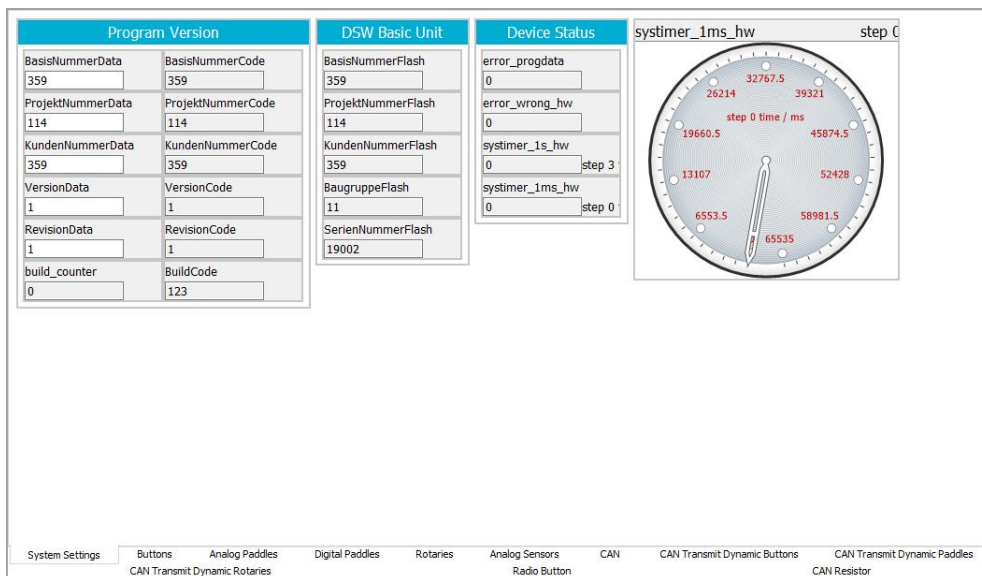 Program Version
BasisNummerData BasisNummerCode
359 359
ProjektNummerData ProjektNummerCode
114 114
KundenNummerData KundenNummerCode
359 359
VersionData VersionCode
1 1
RevisionData RevisionCode
1 1
build_counter BuildCode
0 123
DSW Basic Unit
BasisNummerFlash
359
ProjektNummerFlash
114
KundenNummerFlash
359
BaugruppeFlash
11
SerienNummerFlash
19002
Device Status
error_progdata
0
error_wrong_hw
0
systimer_1s_hw
0 step 3
systimer_1ms_hw
0 step 0
systimer_1ms_hw step 0
32767.5
26214 39321
step 0 time / ms
19660.5 45874.5
13107 52428
6553.5 58981.5
65535
System Settings Buttons Analog Paddles Digital Paddles Rotaries Analog Sensors CAN CAN Transmit Dynamic Buttons CAN Transmit Dynamic Paddles
CAN Transmit Dynamic Rotaries Radio Button CAN Resistor